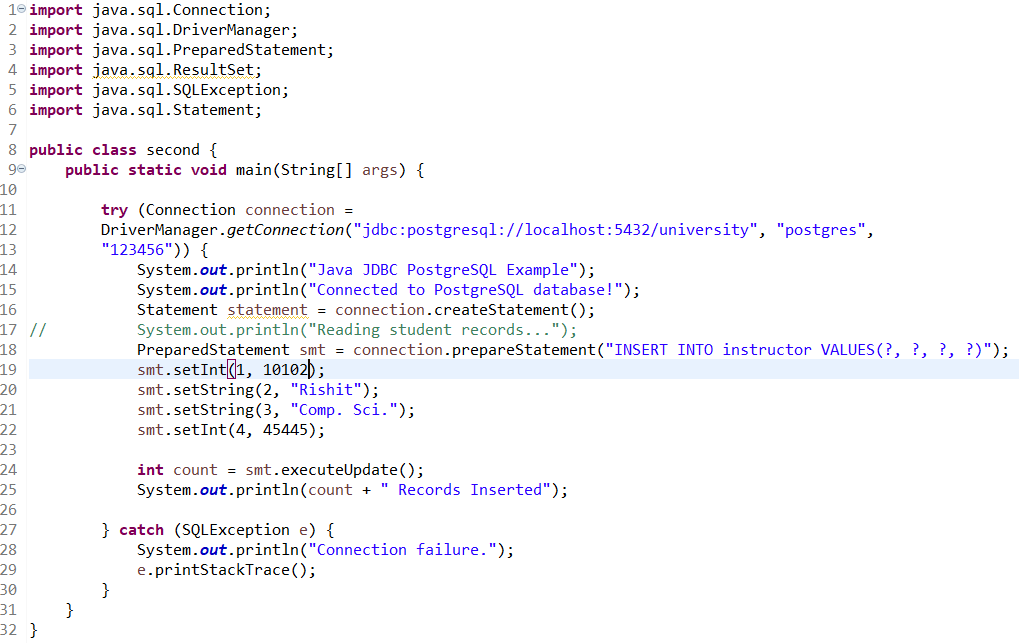 1 import java.sql.Connection;
2 import java.sql.DriverManager;
3 import java.sql.PreparedStatement;
4 import java.sql.ResultSet;
5 import java.sql.SQLException;
6 import java.sql.Statement;
7
8 public class second {
9     public static void main(String[] args) {
10
11         try (Connection connection =
12         DriverManager.getConnection("jdbc:postgresql://localhost:5432/university", "postgres",
13         "123456")) {
14             System.out.println("Java JDBC PostgreSQL Example");
15             System.out.println("Connected to PostgreSQL database!");
16             Statement statement = connection.createStatement();
17 //          System.out.println("Reading student records...");
18             PreparedStatement smt = connection.prepareStatement("INSERT INTO instructor VALUES(?, ?, ?, ?)");
19             smt.setInt(1, 10102);
20             smt.setString(2, "Rishit");
21             smt.setString(3, "Comp. Sci.");
22             smt.setInt(4, 45445);
23
24             int count = smt.executeUpdate();
25             System.out.println(count + " Records Inserted");
26
27         } catch (SQLException e) {
28             System.out.println("Connection failure.");
29             e.printStackTrace();
30         }
31     }
32 }